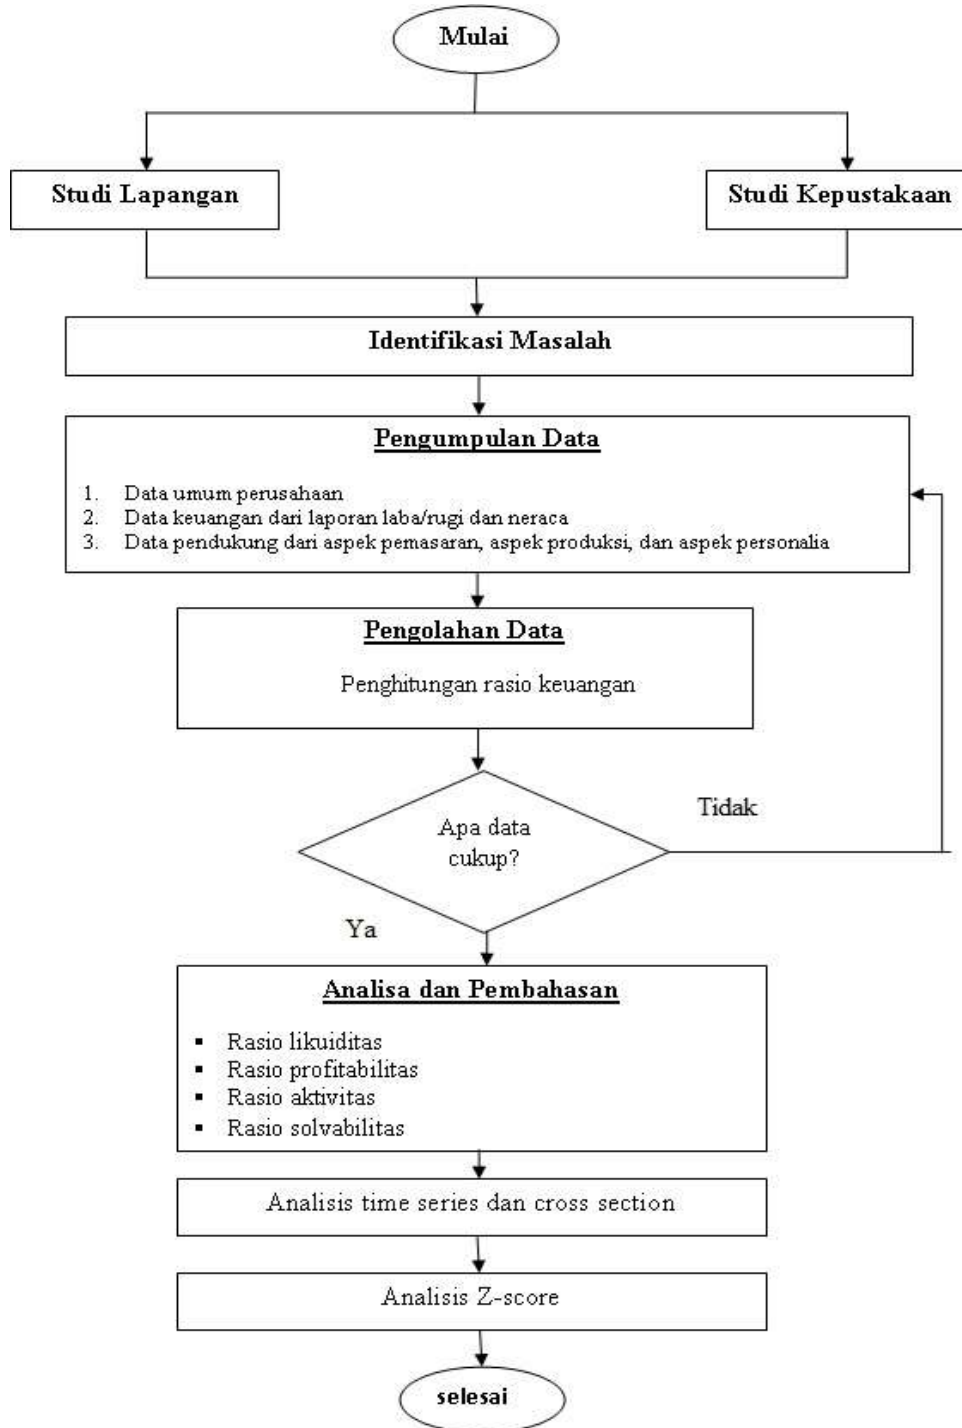 Mulai
Studi Lapangan
Studi Kepustakaan
Identifikasi Masalah
Pengumpulan Data
1. Data umum perusahaan
2. Data keuangan dari laporan laba/rugi dan neraca
3. Data pendukung dari aspek pemasaran, aspek produksi, dan aspek personalia
Pengolahan Data
Penghitungan rasio keuangan
Apa data
cukup?
Tidak
Ya
Analisa dan Pembahasan
▪ Rasio likuiditas
▪ Rasio profitabilitas
▪ Rasio aktivitas
▪ Rasio solvabilitas
Analisis time series dan cross section
Analisis Z-score
selesai